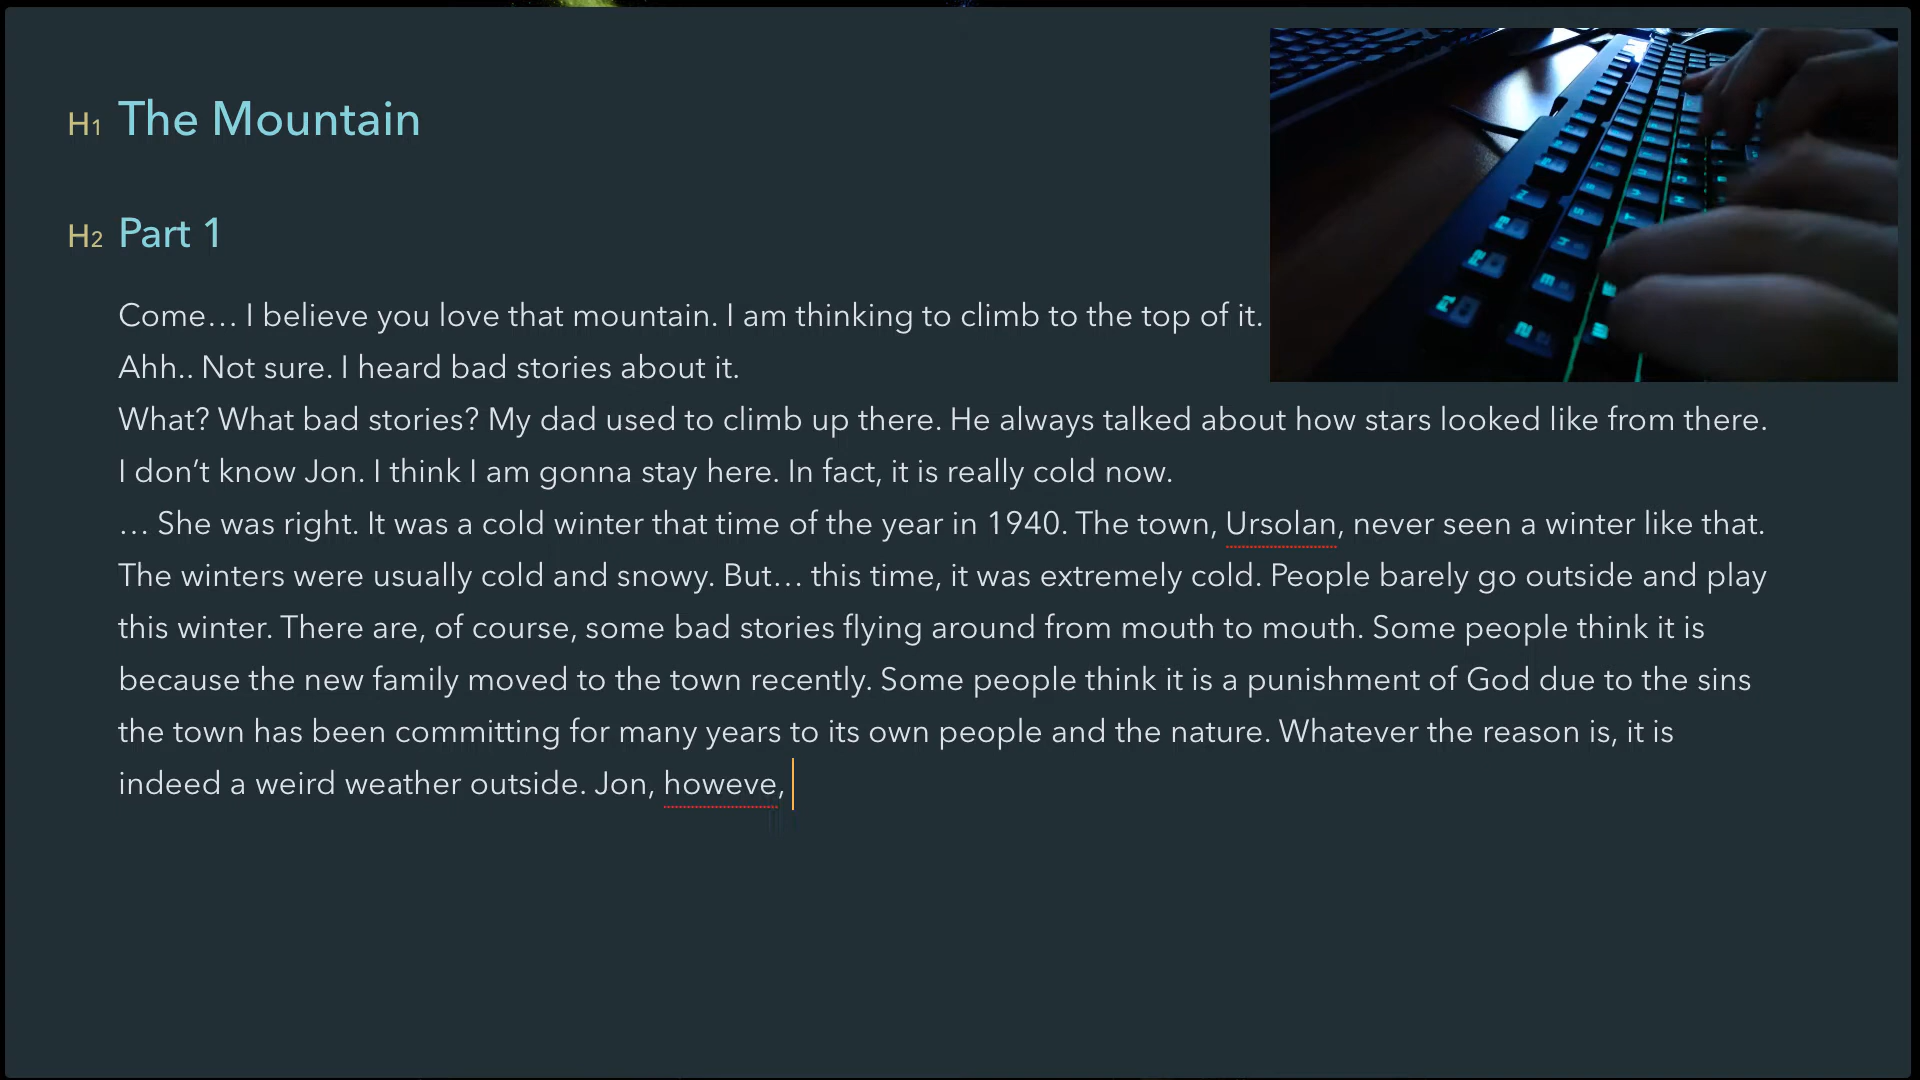 H1 The Mountain
H2 Part 1
Come… I believe you love that mountain. I am thinking to climb to the top of it.
Ahh.. Not sure. I heard bad stories about it.
What? What bad stories? My dad used to climb up there. He always talked about how stars looked like from there.
I don’t know Jon. I think I am gonna stay here. In fact, it is really cold now.
… She was right. It was a cold winter that time of the year in 1940. The town, Ursolan, never seen a winter like that.
The winters were usually cold and snowy. But… this time, it was extremely cold. People barely go outside and play
this winter. There are, of course, some bad stories flying around from mouth to mouth. Some people think it is
because the new family moved to the town recently. Some people think it is a punishment of God due to the sins
the town has been committing for many years to its own people and the nature. Whatever the reason is, it is
indeed a weird weather outside. Jon, howeve,